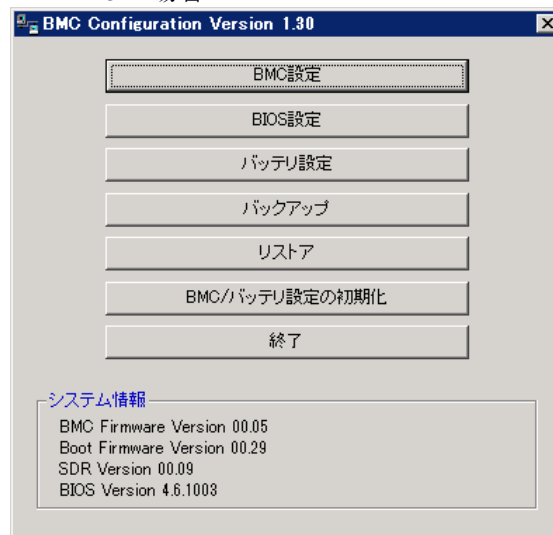 BMC Configuration Version 1.30
BMC設定
BIOS設定
バッテリ設定
バックアップ
リストア
BMC/バッテリ設定の初期化
終了
システム情報
BMC Firmware Version 00.05
Boot Firmware Version 00.29
SDR Version 00.09
BIOS Version 4.6.1003